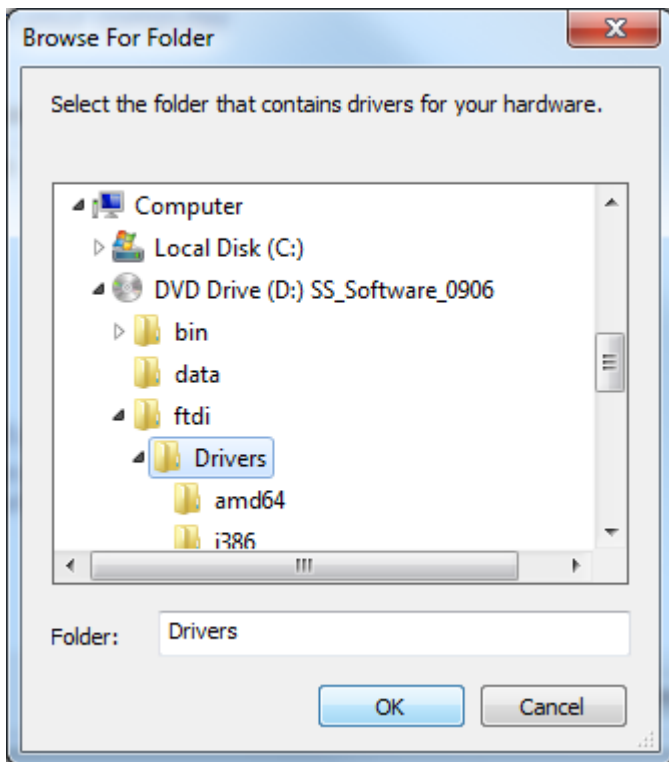 Browse For Folder
Select the folder that contains drivers for your hardware.
Computer
Local Disk (C:)
DVD Drive (D:) SS_Software_0906
bin
data
ftdi
Drivers
amd64
i386
Folder: Drivers
OK Cancel